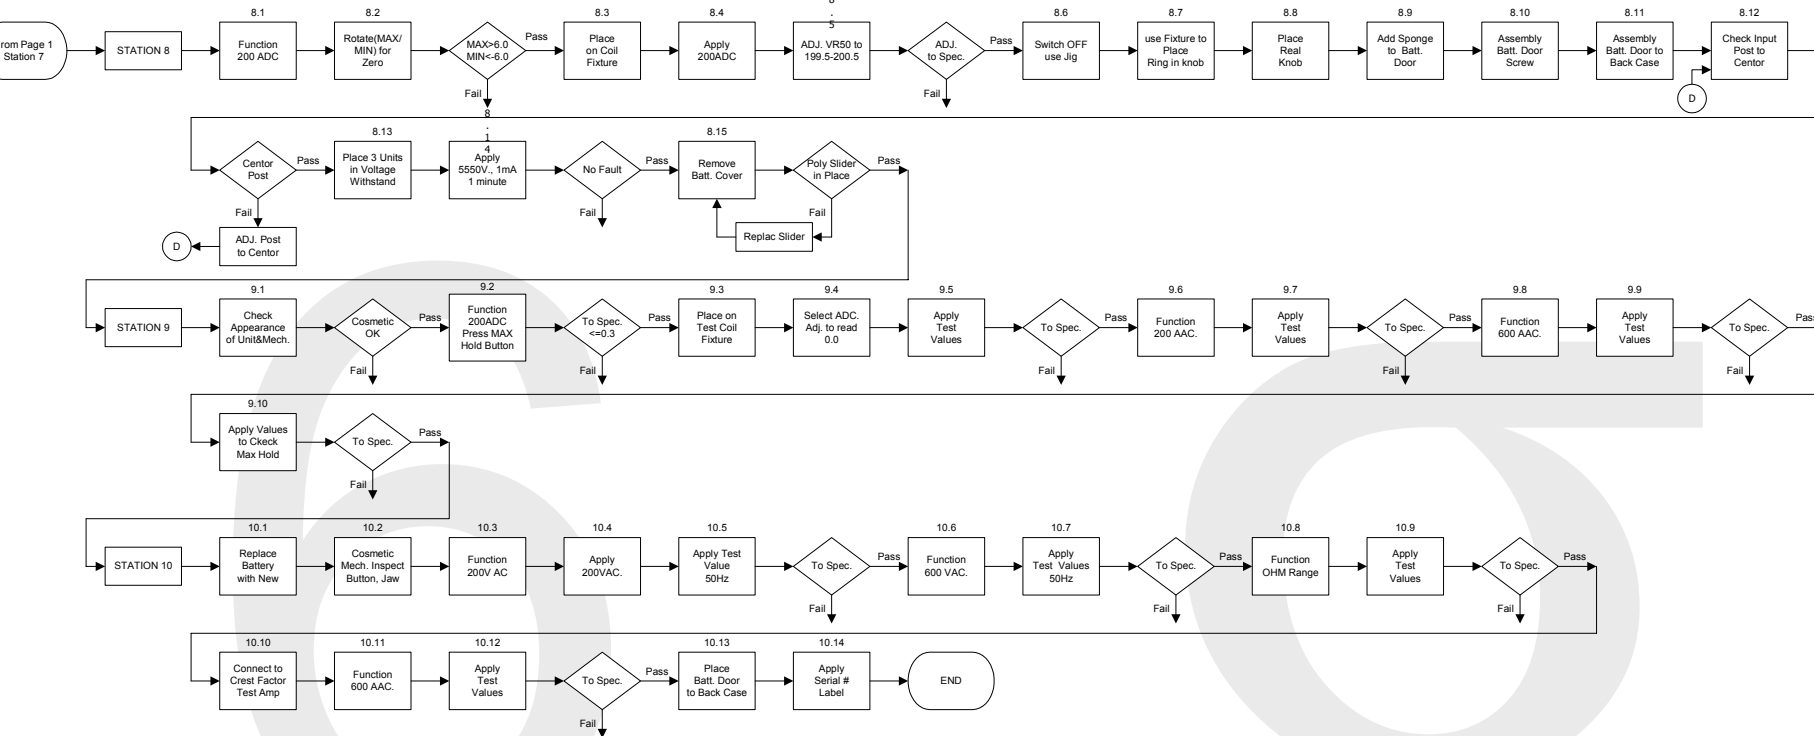 rom Page 1
Station 7
STATION 8
8.1
Function
200 ADC
8.2
Rotate(MAX/
MIN) for
Zero
MAX>6.0
MIN<-6.0
Pass
Fail
8.3
Place
on Coil
Fixture
8.4
Apply
200ADC
8
.
5
ADJ. VR50 to
199.5-200.5
ADJ.
to Spec.
Pass
Fail
8.6
Switch OFF
use Jig
8.7
use Fixture to
Place
Ring in knob
8.8
Place
Real
Knob
8.9
Add Sponge
to Batt.
Door
8.10
Assembly
Batt. Door
Screw
8.11
Assembly
Batt. Door to
Back Case
8.12
Check Input
Post to
Centor
D
Centor
Post
Pass
Fail
ADJ. Post
to Centor
D
8.13
Place 3 Units
in Voltage
Withstand
8
.
1
4
Apply
5550V., 1mA
1 minute
No Fault
Pass
Fail
8.15
Remove
Batt. Cover
Poly Slider
in Place
Pass
Fail
Replac Slider
STATION 9
9.1
Check
Appearance
of Unit&Mech.
Cosmetic
OK
Pass
Fail
9.2
Function
200ADC
Press MAX
Hold Button
To Spec.
<=0.3
Pass
Fail
9.3
Place on
Test Coil
Fixture
9.4
Select ADC.
Adj. to read
0.0
9.5
Apply
Test
Values
To Spec.
Pass
Fail
9.6
Function
200 AAC.
9.7
Apply
Test
Values
To Spec.
Pass
Fail
9.8
Function
600 AAC.
9.9
Apply
Test
Values
To Spec.
Pass
Fail
9.10
Apply Values
to Ckeck
Max Hold
To Spec.
Pass
Fail
STATION 10
10.1
Replace
Battery
with New
10.2
Cosmetic
Mech. Inspect
Button, Jaw
10.3
Function
200V AC
10.4
Apply
200VAC.
10.5
Apply Test
Value
50Hz
To Spec.
Pass
Fail
10.6
Function
600 VAC.
10.7
Apply
Test Values
50Hz
To Spec.
Pass
Fail
10.8
Function
OHM Range
10.9
Apply
Test
Values
To Spec.
Pass
Fail
10.10
Connect to
Crest Factor
Test Amp
10.11
Function
600 AAC.
10.12
Apply
Test
Values
To Spec.
Pass
Fail
10.13
Place
Batt. Door
to Back Case
10.14
Apply
Serial #
Label
END
6σ